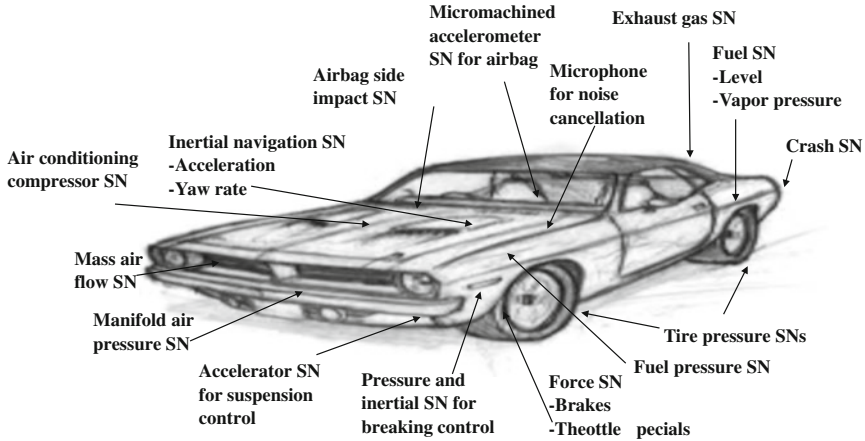 Micromachined
accelerometer
SN for airbag
Exhaust gas SN
Fuel SN
-Level
-Vapor pressure
Airbag side
impact SN
Microphone
for noise
cancellation
Crash SN
Inertial navigation SN
-Acceleration
-Yaw rate
Air conditioning
compressor SN
Mass air
flow SN
Manifold air
pressure SN
Accelerator SN
for suspension
control
Pressure and
inertial SN for
breaking control
Force SN
-Brakes
-Theottle pecials
Fuel pressure SN
Tire pressure SNs